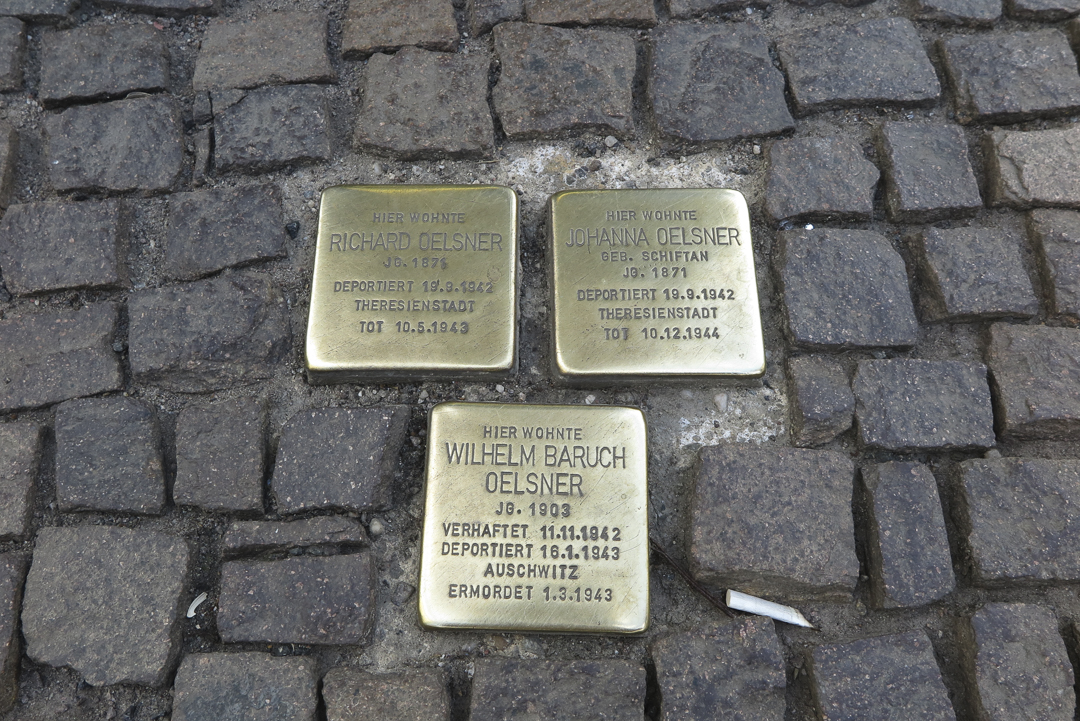 HIER WOHNTE
RICHARD OELSNER
JG.
DEPORTIERT 19.9.1942
THERESIENSTADT
TOT 10.5.1943
HIER WOHNTE
JOHANNA OELSNER
GEB. SCHIFTAN
JG. 1871
DEPORTIERT 19.9.1942
THERESIENSTADT
TOT 10.12.1944
HIER WOHNTE
WILHELM BARUCH
OELSNER
JG. 1903
VERHAFTET 11.11.1942
DEPORTIERT 16.1.1943
AUSCHWITZ
ERMORDET 1.3.1943